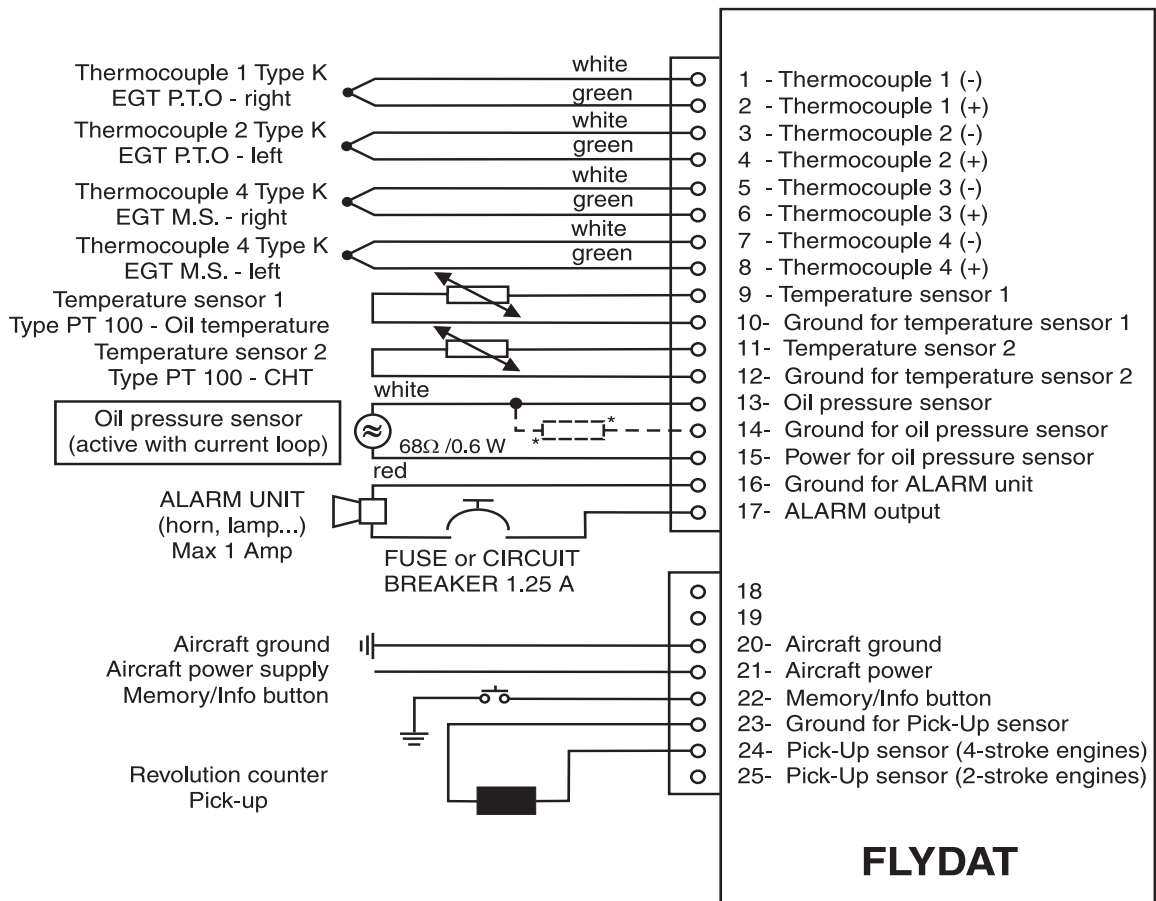 Thermocouple 1 Type K
EGT P.T.O - right
white
green
Thermocouple 2 Type K
EGT P.T.O - left
white
green
Thermocouple 4 Type K
EGT M.S. - right
white
green
Thermocouple 4 Type K
EGT M.S. - left
white
green
Temperature sensor 1
Type PT 100 - Oil temperature
Temperature sensor 2
Type PT 100 - CHT
white
Oil pressure sensor
(active with current loop)
*
*
68Ω /0.6 W
red
ALARM UNIT
(horn, lamp...)
Max 1 Amp
FUSE or CIRCUIT
BREAKER 1.25 A
Aircraft ground
Aircraft power supply
Memory/Info button
Revolution counter
Pick-up
1 - Thermocouple 1 (-)
2 - Thermocouple 1 (+)
3 - Thermocouple 2 (-)
4 - Thermocouple 2 (+)
5 - Thermocouple 3 (-)
6 - Thermocouple 3 (+)
7 - Thermocouple 4 (-)
8 - Thermocouple 4 (+)
9 - Temperature sensor 1
10- Ground for temperature sensor 1
11- Temperature sensor 2
12- Ground for temperature sensor 2
13- Oil pressure sensor
14- Ground for oil pressure sensor
15- Power for oil pressure sensor
16- Ground for ALARM unit
17- ALARM output
18
19
20- Aircraft ground
21- Aircraft power
22- Memory/Info button
23- Ground for Pick-Up sensor
24- Pick-Up sensor (4-stroke engines)
25- Pick-Up sensor (2-stroke engines)
FLYDAT